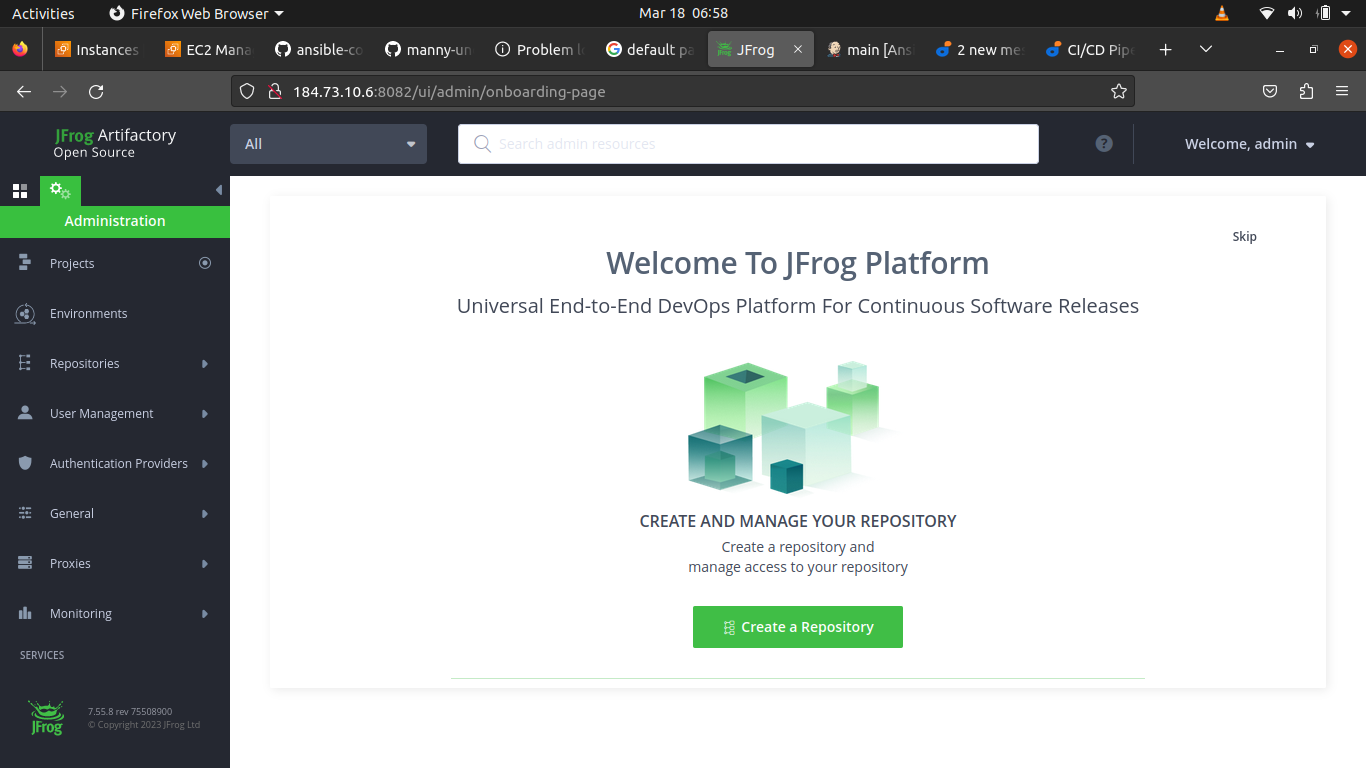 Activities Firefox Web Browser Mar 18 06:58
Instances EC2 Mana ansible-co manny-un Problem l default pa JFrog main [Ans 2 new mes CI/CD Pipe
184.73.10.6:8082/ui/admin/onboarding-page
JFrog Artifactory
Open Source
All
Search admin resources
?
Welcome, admin
Administration
Projects
Environments
Repositories
User Management
Authentication Providers
General
Proxies
Monitoring
SERVICES
JFrog
7.55.8 rev 75508900
© Copyright 2023 JFrog Ltd
Skip
Welcome To JFrog Platform
Universal End-to-End DevOps Platform For Continuous Software Releases
CREATE AND MANAGE YOUR REPOSITORY
Create a repository and
manage access to your repository
Create a Repository